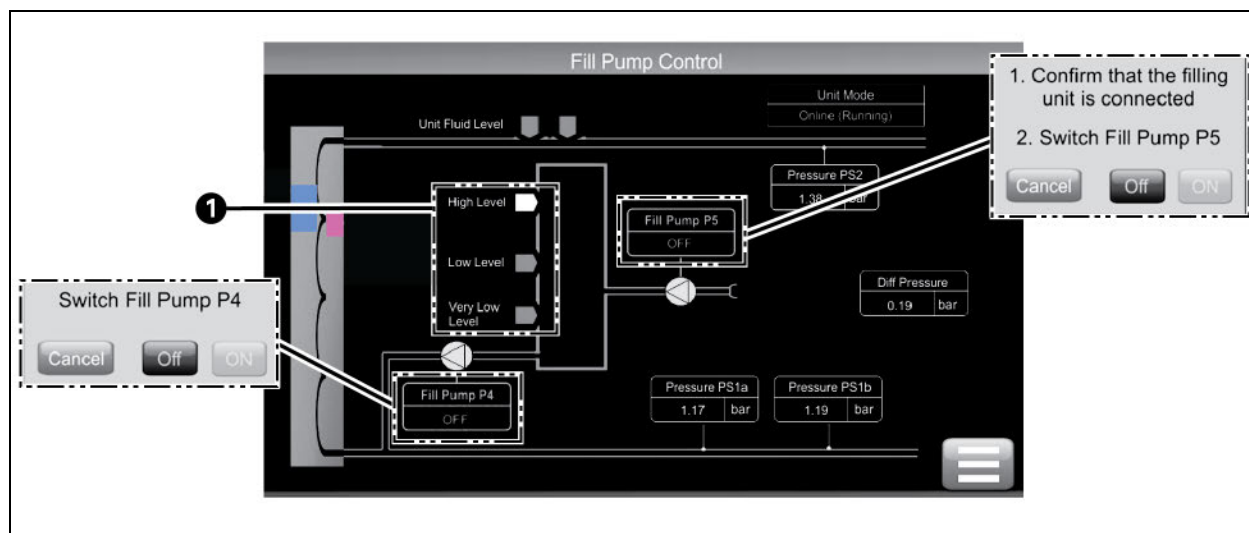 Fill Pump Control
1. Confirm that the filling
unit is connected
2. Switch Fill Pump P5
Cancel
Off
ON
Unit Mode
Online (Running)
Unit Fluid Level
Pressure PS2
1.38
bar
1
High Level
Fill Pump P5
OFF
Low Level
Diff Pressure
0.19
bar
Very Low
Level
Switch Fill Pump P4
Cancel
Off
ON
Fill Pump P4
OFF
Pressure PS1a
1.17
bar
Pressure PS1b
1.19
bar